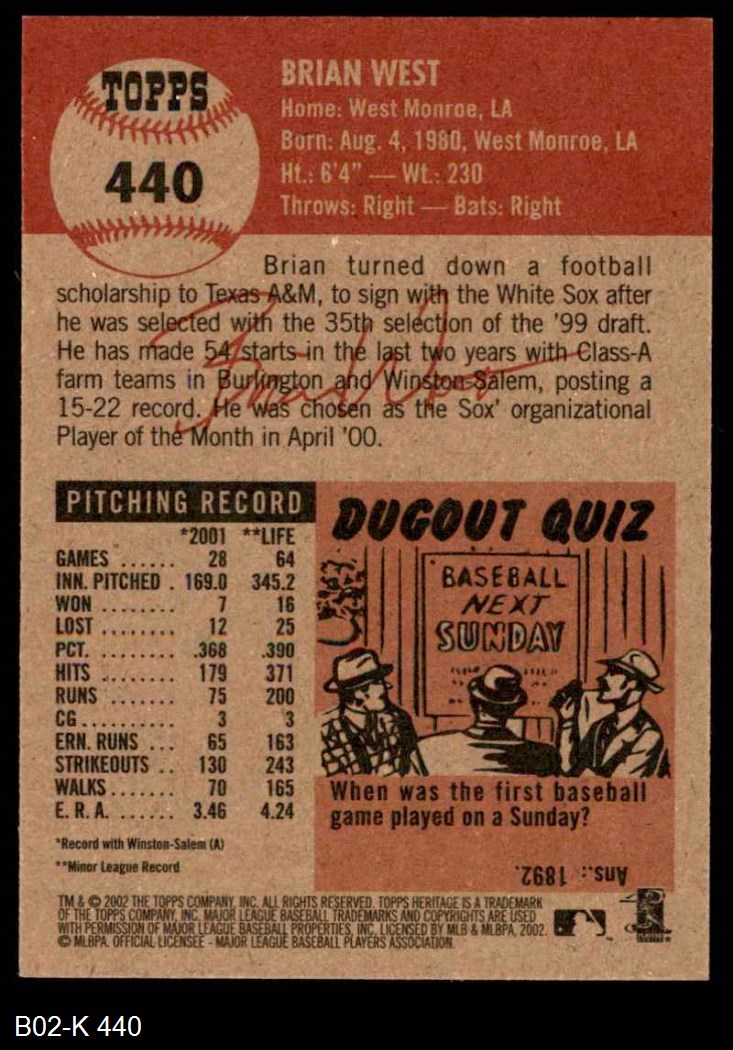 TOPPS
440
BRIAN WEST
Home: West Monroe, LA
Born: Aug. 4, 1980, West Monroe, LA
Ht.: 6'4" — Wt.: 230
Throws: Right — Bats: Right
Brian turned down a football
scholarship to Texas A&M, to sign with the White Sox after
he was selected with the 35th selection of the '99 draft.
He has made 54 starts in the last two years with Class-A
farm teams in Burlington and Winston-Salem, posting a
15-22 record. He was chosen as the Sox' organizational
Player of the Month in April '00.
PITCHING RECORD
*2001 **LIFE
GAMES ...... 28 64
INN. PITCHED . 169.0 345.2
WON ........ 7 16
LOST ........ 12 25
PCT. ........ .368 .390
HITS ........ 179 371
RUNS ....... 75 200
CG .......... 3 3
ERN. RUNS ... 65 163
STRIKEOUTS .. 130 243
WALKS ....... 70 165
E. R. A. ...... 3.46 4.24
*Record with Winston-Salem (A)
**Minor League Record
DUGOUT QUIZ
BASEBALL
NEXT
SUNDAY
When was the first baseball
game played on a Sunday?
Ans.: 1892.
TM & © 2002 THE TOPPS COMPANY, INC. ALL RIGHTS RESERVED. TOPPS HERITAGE IS A TRADEMARK
OF THE TOPPS COMPANY, INC. MAJOR LEAGUE BASEBALL TRADEMARKS AND COPYRIGHTS ARE USED
WITH PERMISSION OF MAJOR LEAGUE BASEBALL PROPERTIES, INC. LICENSED BY MLB & MLBPA, 2002.
© MLBPA. OFFICIAL LICENSEE - MAJOR LEAGUE BASEBALL PLAYERS ASSOCIATION.
B02-K 440